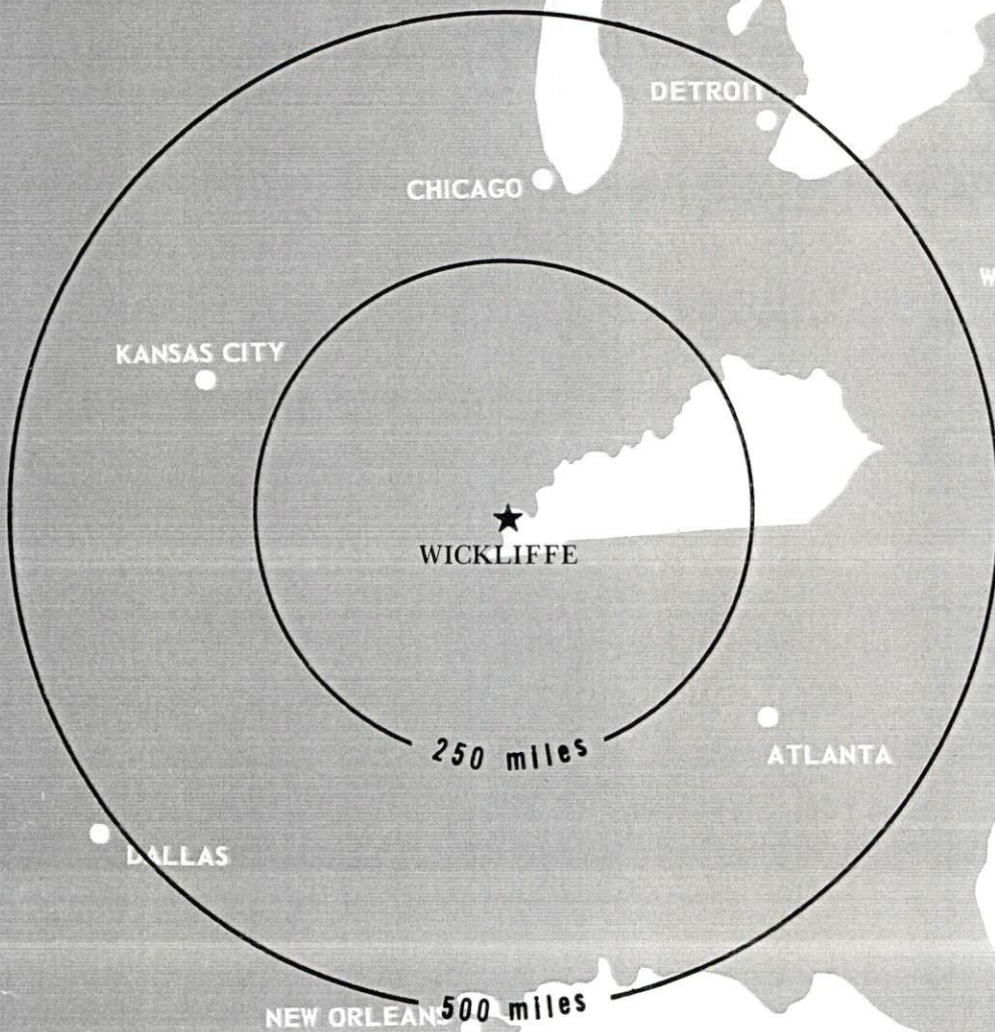 DETROIT
CHICAGO
W
KANSAS CITY
WICKLIFFE
250 miles
ATLANTA
DALLAS
500 miles
NEW ORLEANS